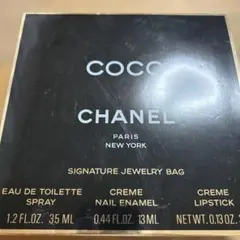 COCO
CHANEL
PARIS
NEW YORK
SIGNATURE JEWELRY BAG
EAU DE TOILETTE SPRAY
1.2 FL.OZ. 35 ML
CREME NAIL ENAMEL
0.44 FL.OZ. 13 ML
CREME LIPSTICK
NET WT. 0.13 OZ.